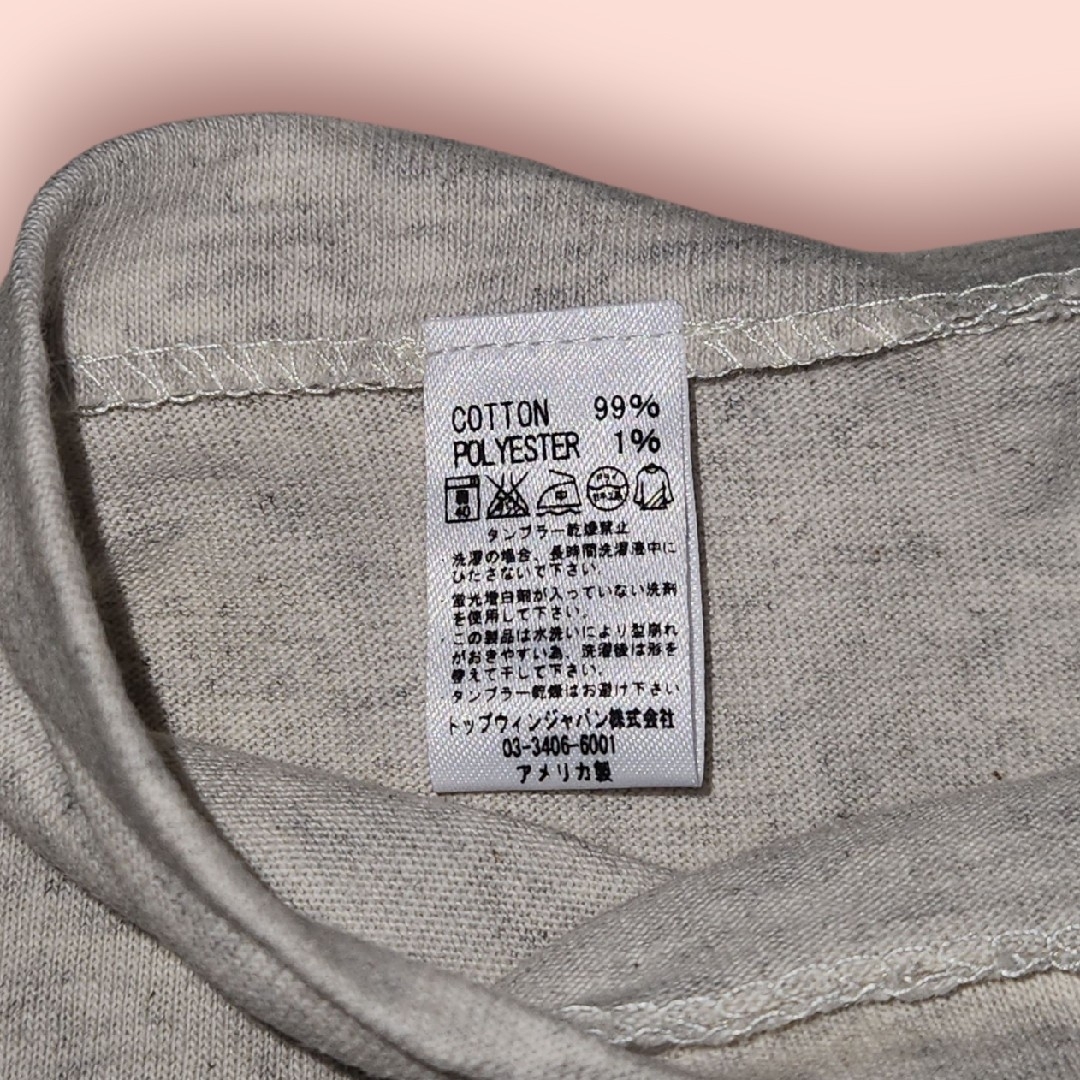 COTTON 99%
POLYESTER 1%
40
中
タンブラー乾燥禁止
洗濯の場合、長時間洗濯液中に
ひたさないで下さい。
蛍光増白剤が入っていない洗剤
を使用して下さい。
この製品は水洗いにより型崩れ
がおきやすい為、洗濯後は形を
整えて干して下さい。
タンブラー乾燥はお避け下さい
トップウィンジャパン株式会社
03-3406-6001
アメリカ製